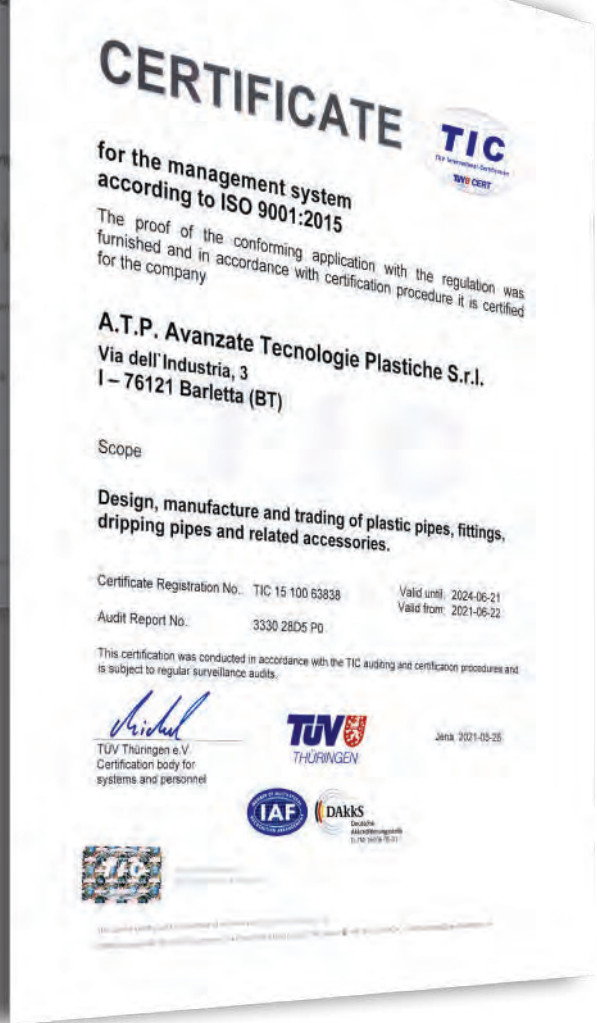 CERTIFICATE
TIC
TÜV CERT
for the management system
according to ISO 9001:2015
The proof of the conforming application with the regulation was
furnished and in accordance with certification procedure it is certified
for the company
A.T.P. Avanzate Tecnologie Plastiche S.r.l.
Via dell'Industria, 3
I – 76121 Barletta (BT)
Scope
Design, manufacture and trading of plastic pipes, fittings,
dripping pipes and related accessories.
Certificate Registration No.: TIC 15 100 63838
Valid until: 2024-06-21
Valid from: 2021-06-22
Audit Report No.: 3330 28D5 P0
This certification was conducted in accordance with the TIC auditing and certification procedures and
is subject to regular surveillance audits.
TÜV Thüringen e.V.
Certification body for
systems and personnel
TÜV
THÜRINGEN
Jena,
IAF
DAkkS
Deutsche
Akkreditierungsstelle
TIC